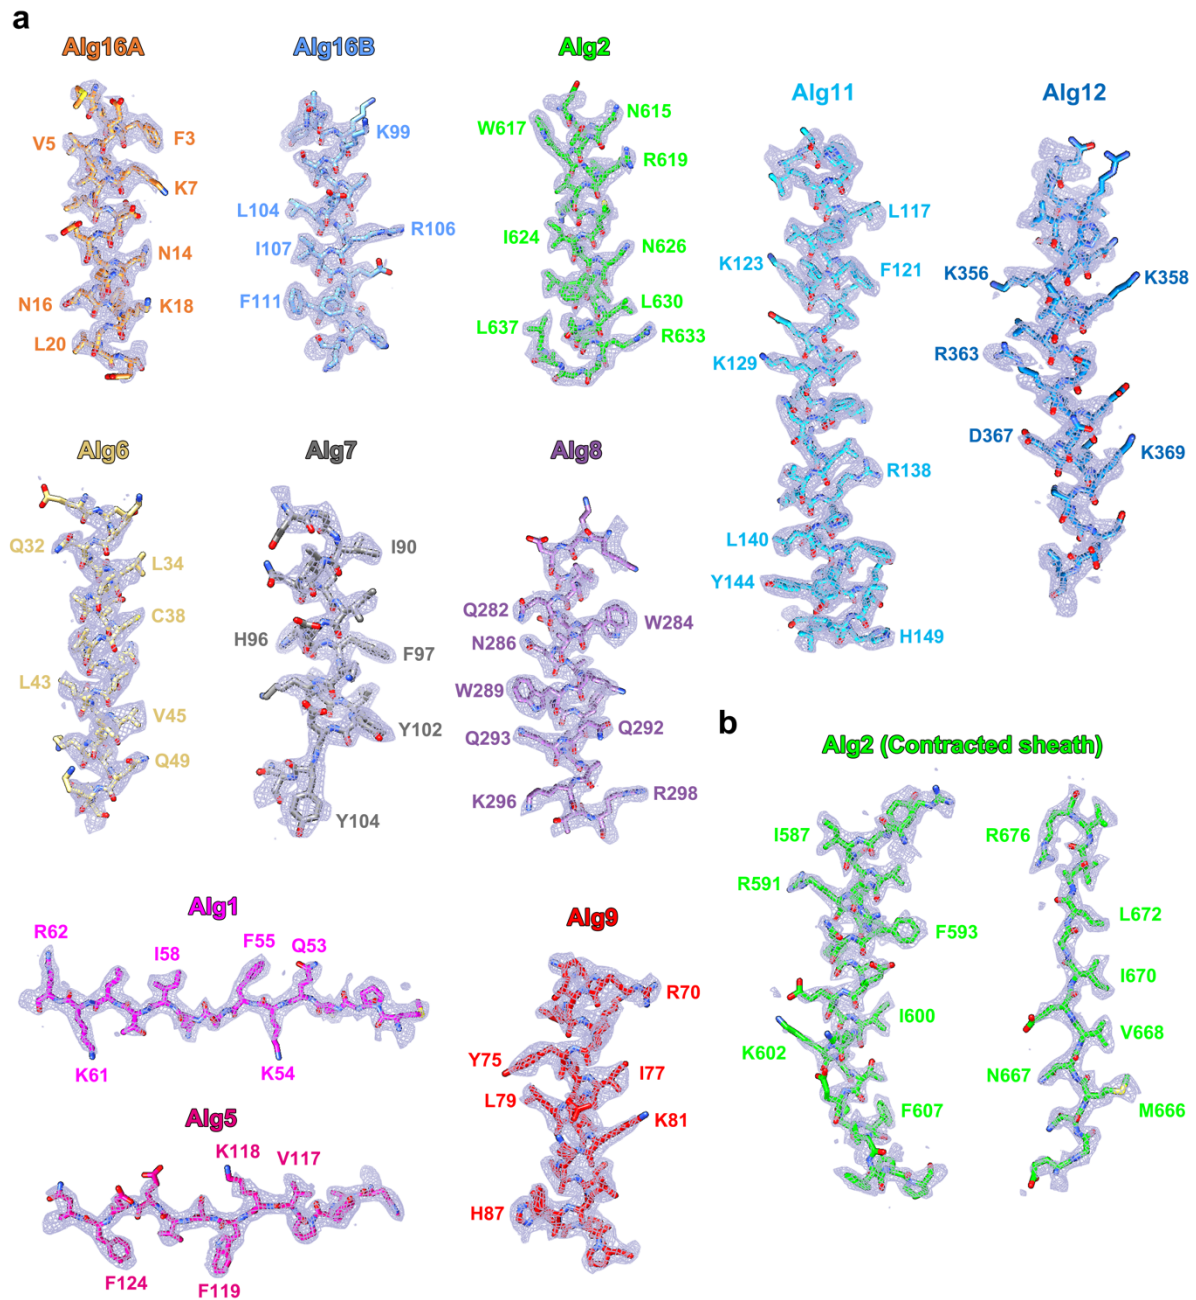 a
Alg16A
V5
F3
K7
N14
N16
K18
L20
Alg16B
K99
L104
R106
I107
F111
Alg2
N615
W617
R619
I624
N626
L630
L637
R633
Alg11
L117
K123
F121
K129
R138
L140
Y144
H149
Alg12
K356
K358
R363
D367
K369
Alg6
Q32
L34
C38
L43
V45
Q49
Alg7
I90
H96
F97
Y102
Y104
Alg8
Q282
W284
N286
W289
Q292
Q293
K296
R298
b
Alg2 (Contracted sheath)
I587
R591
F593
I600
K602
F607
R676
L672
I670
V668
N667
M666
Alg1
R62
I58
F55
Q53
K61
K54
Alg5
K118
V117
F124
F119
Alg9
R70
Y75
I77
L79
K81
H87